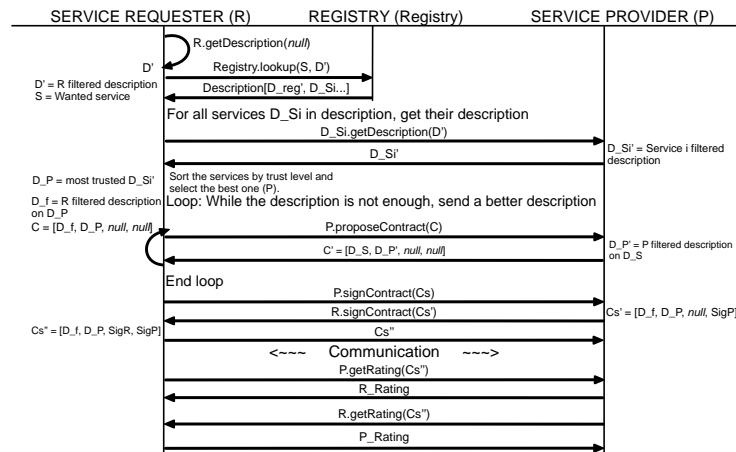 SERVICE REQUESTER (R) REGISTRY (Registry) SERVICE PROVIDER (P)
R.getDescription(null)
D'
Registry.lookup(S, D')
D' = R filtered description
S = Wanted service
Description[D_reg', D_Si...]
For all services D_Si in description, get their description
D_Si.getDescription(D')
D_Si'
D_Si' = Service i filtered
description
D_P = most trusted D_Si'
Sort the services by trust level and
select the best one (P).
D_f = R filtered description
on D_P
Loop: While the description is not enough, send a better description
C = [D_f, D_P, null, null]
P.proposeContract(C)
C' = [D_S, D_P', null, null]
D_P' = P filtered description
on D_S
End loop
P.signContract(Cs)
R.signContract(Cs')
Cs' = [D_f, D_P, null, SigP]
Cs'' = [D_f, D_P, SigR, SigP]
Cs''
<~~~ Communication ~~~>
P.getRating(Cs'')
R_Rating
R.getRating(Cs'')
P_Rating